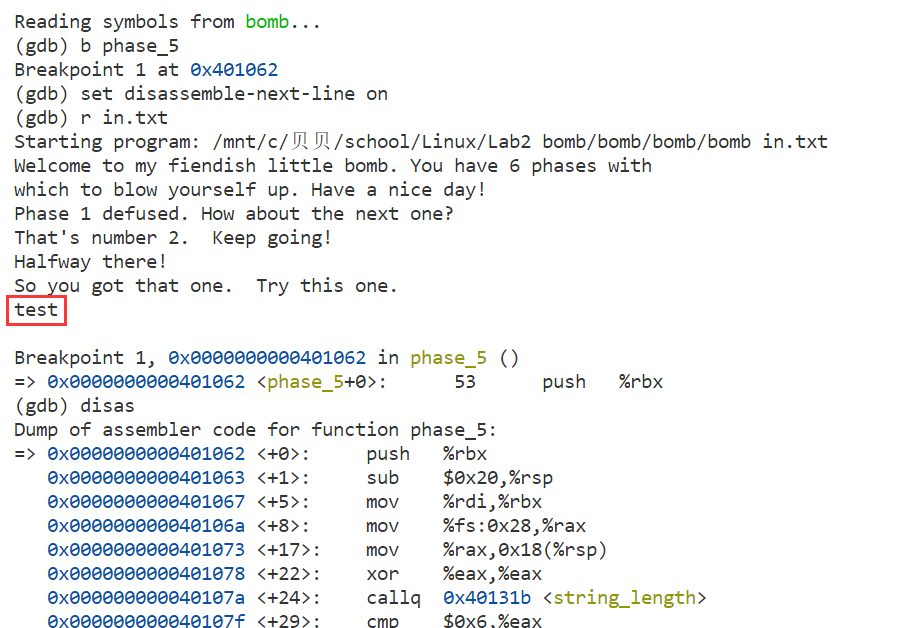 Reading symbols from bomb...
(gdb) b phase_5
Breakpoint 1 at 0x401062
(gdb) set disassemble-next-line on
(gdb) r in.txt
Starting program: /mnt/c/贝贝/school/Linux/Lab2 bomb/bomb/bomb/bomb in.txt
Welcome to my fiendish little bomb. You have 6 phases with
which to blow yourself up. Have a nice day!
Phase 1 defused. How about the next one?
That's number 2.  Keep going!
Halfway there!
So you got that one.  Try this one.
test
Breakpoint 1, 0x0000000000401062 in phase_5 ()
=> 0x0000000000401062 <phase_5+0>:      53      push   %rbx
(gdb) disas
Dump of assembler code for function phase_5:
=> 0x0000000000401062 <+0>:     push   %rbx
   0x0000000000401063 <+1>:     sub    $0x20,%rsp
   0x0000000000401067 <+5>:     mov    %rdi,%rbx
   0x000000000040106a <+8>:     mov    %fs:0x28,%rax
   0x0000000000401073 <+17>:    mov    %rax,0x18(%rsp)
   0x0000000000401078 <+22>:    xor    %eax,%eax
   0x000000000040107a <+24>:    callq  0x40131b <string_length>
   0x000000000040107f <+29>:    cmp    $0x6,%eax